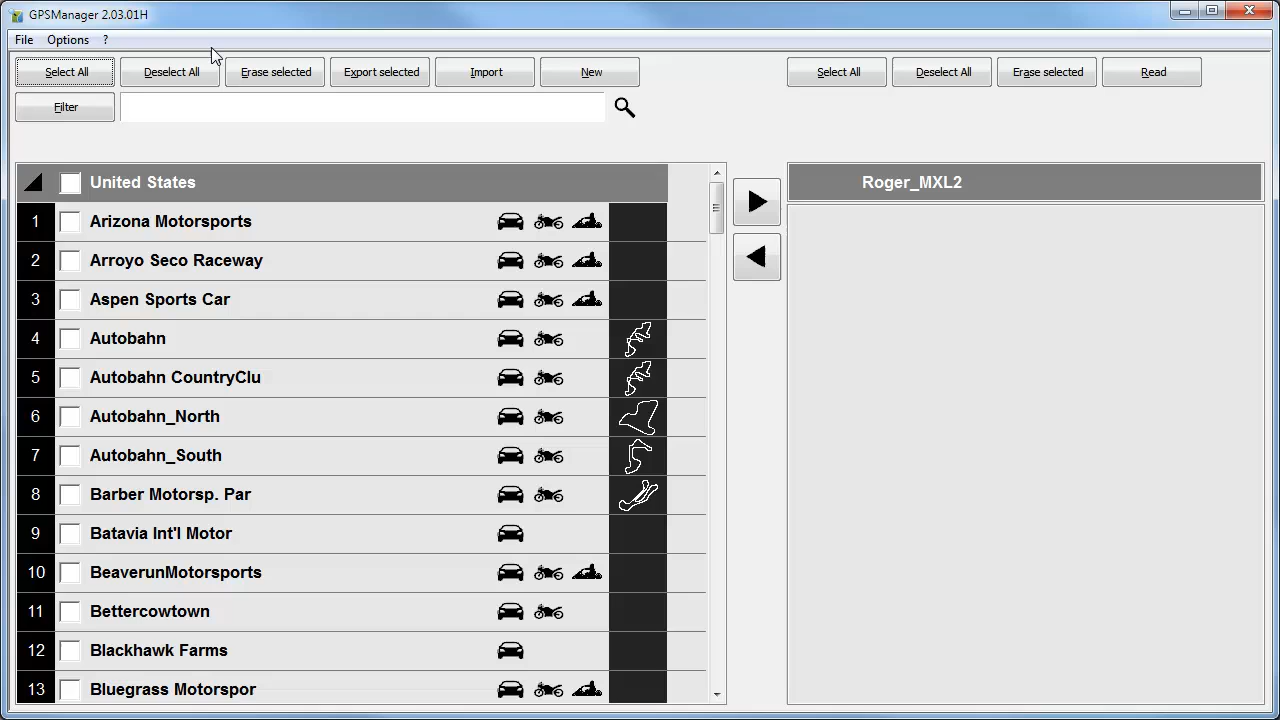 GPSManager 2.03.01H
File Options ?
Select All Deselect All Erase selected Export selected Import New
Select All Deselect All Erase selected Read
Filter
United States
Roger_MXL2
1 Arizona Motorsports
2 Arroyo Seco Raceway
3 Aspen Sports Car
4 Autobahn
5 Autobahn CountryClu
6 Autobahn_North
7 Autobahn_South
8 Barber Motorsp. Par
9 Batavia Int'l Motor
10 BeaverunMotorsports
11 Bettercowtown
12 Blackhawk Farms
13 Bluegrass Motorspor